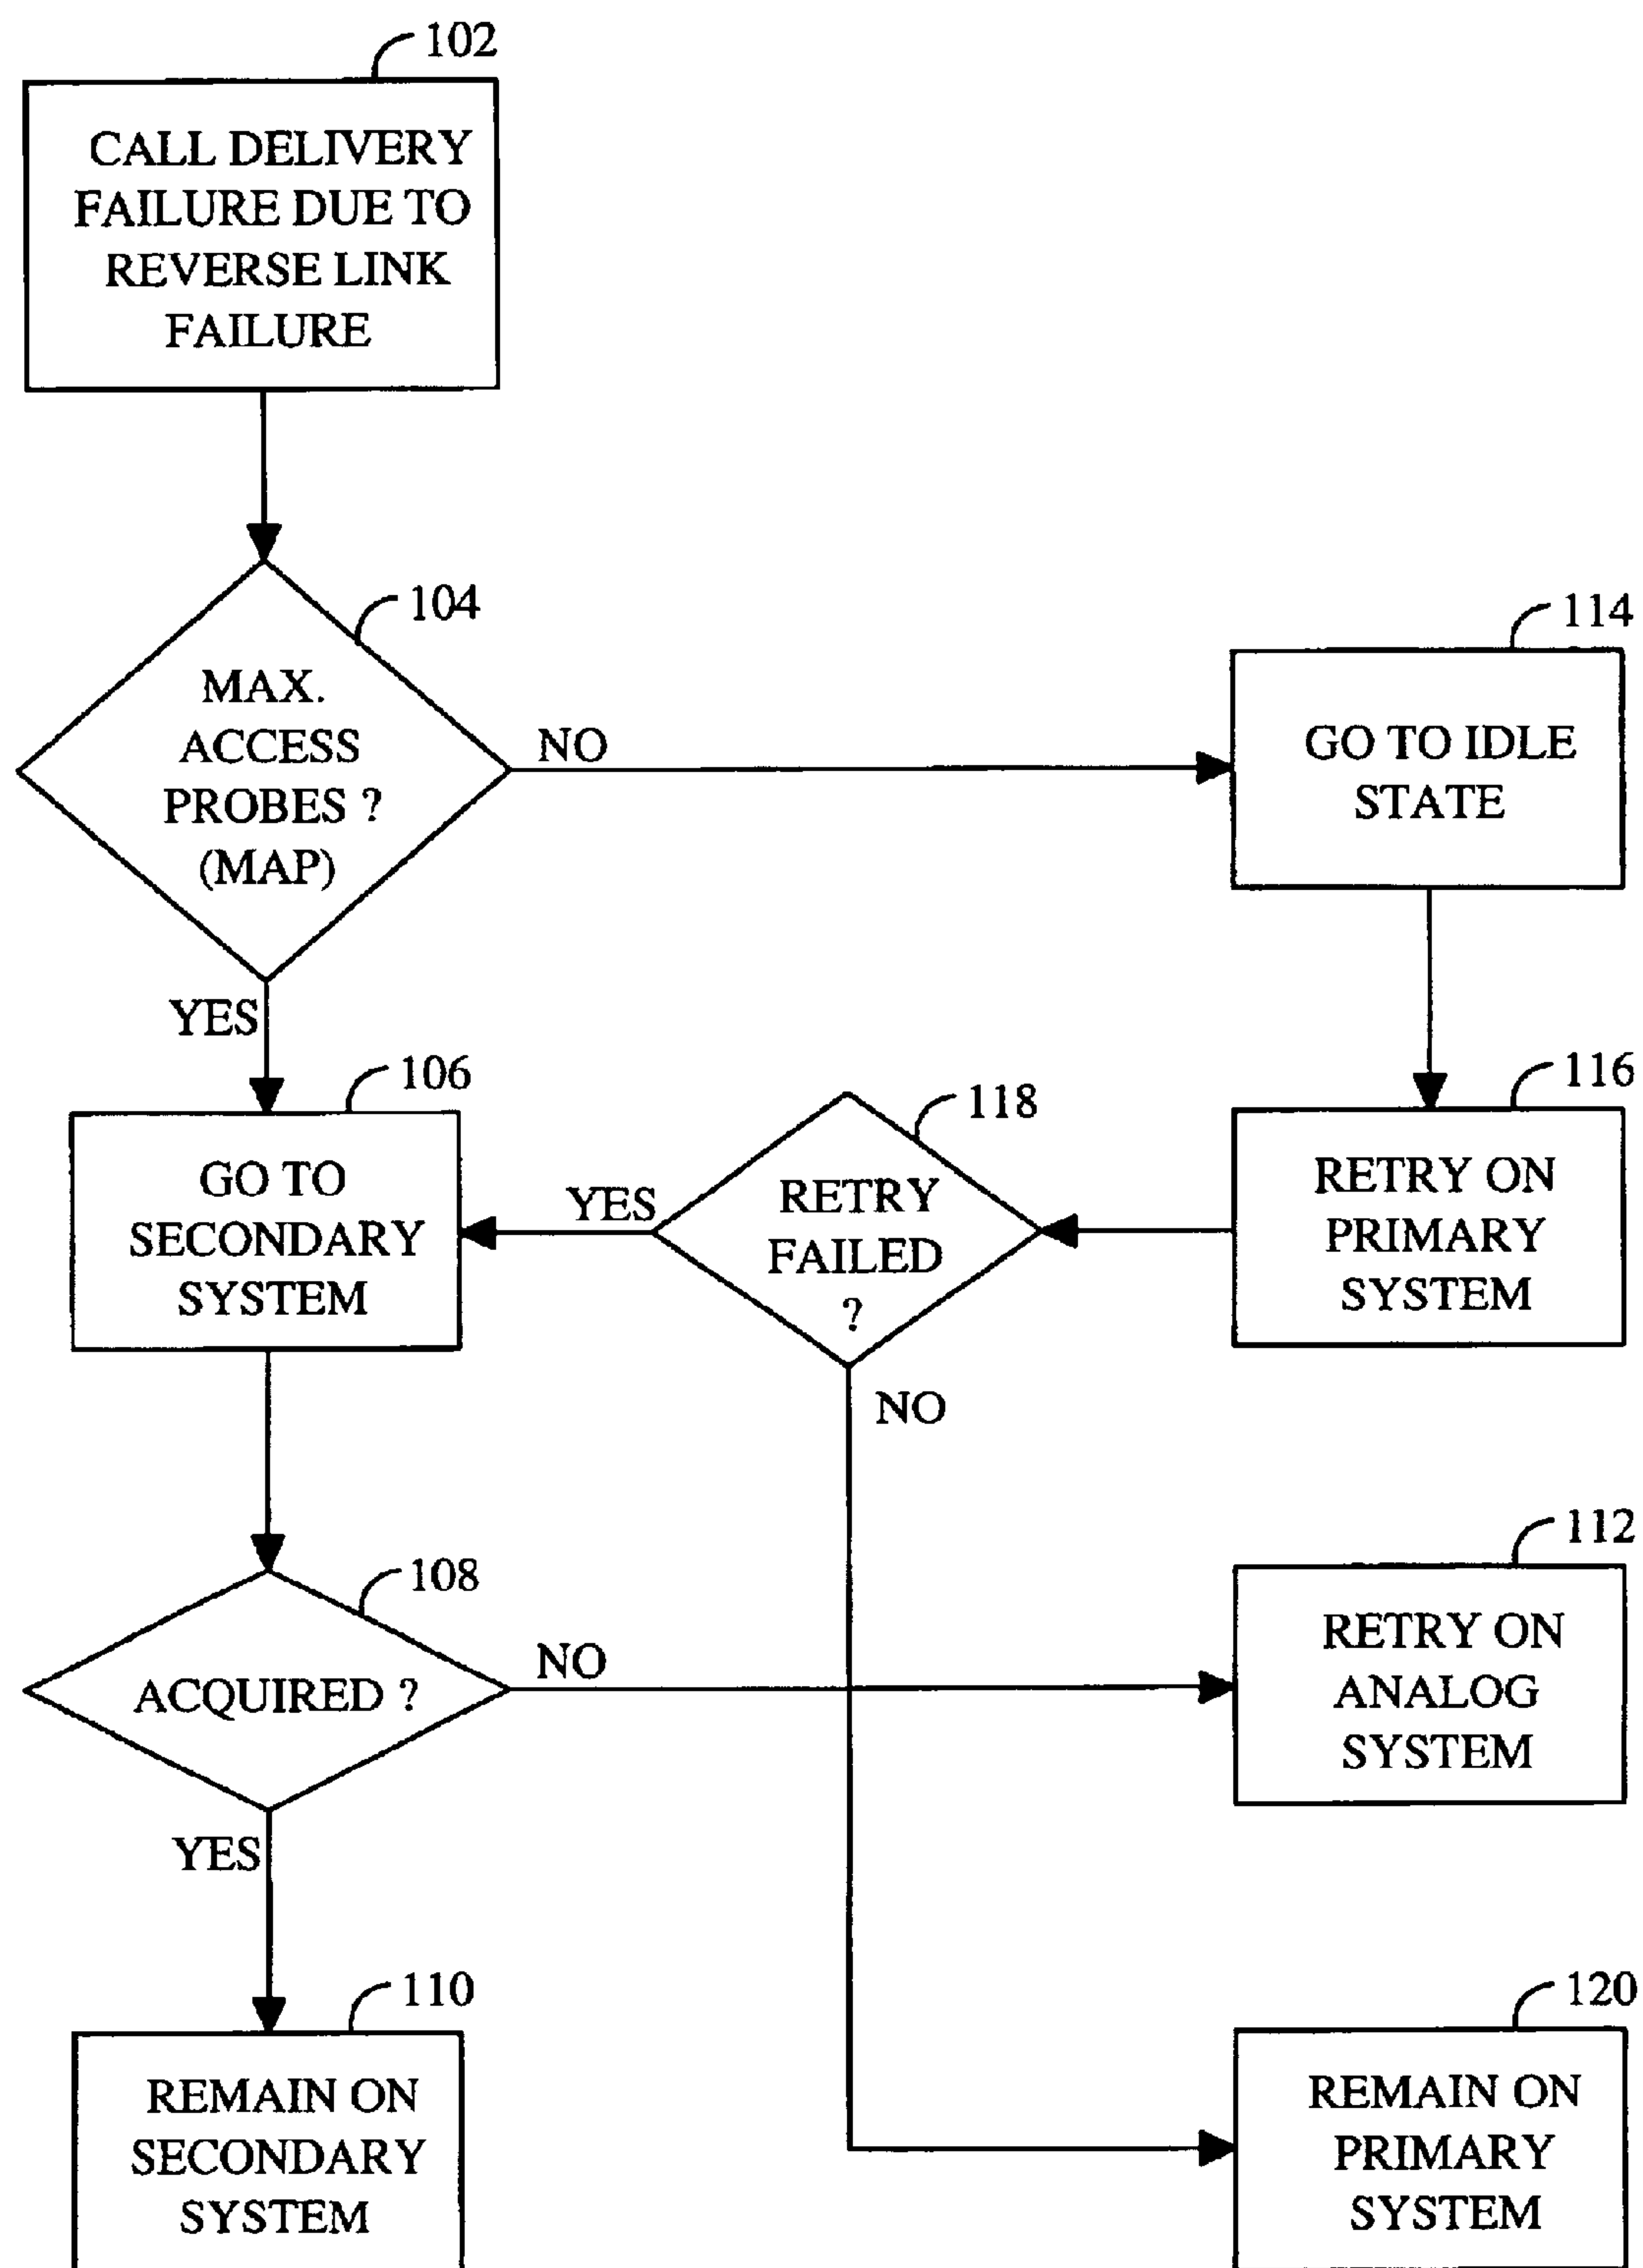 102
CALL DELIVERY
FAILURE DUE TO
REVERSE LINK
FAILURE
104
MAX.
ACCESS
PROBES ?
(MAP)
NO
YES
114
GO TO IDLE
STATE
106
GO TO
SECONDARY
SYSTEM
118
RETRY
FAILED
?
YES
NO
116
RETRY ON
PRIMARY
SYSTEM
108
ACQUIRED ?
NO
YES
112
RETRY ON
ANALOG
SYSTEM
110
REMAIN ON
SECONDARY
SYSTEM
120
REMAIN ON
PRIMARY
SYSTEM